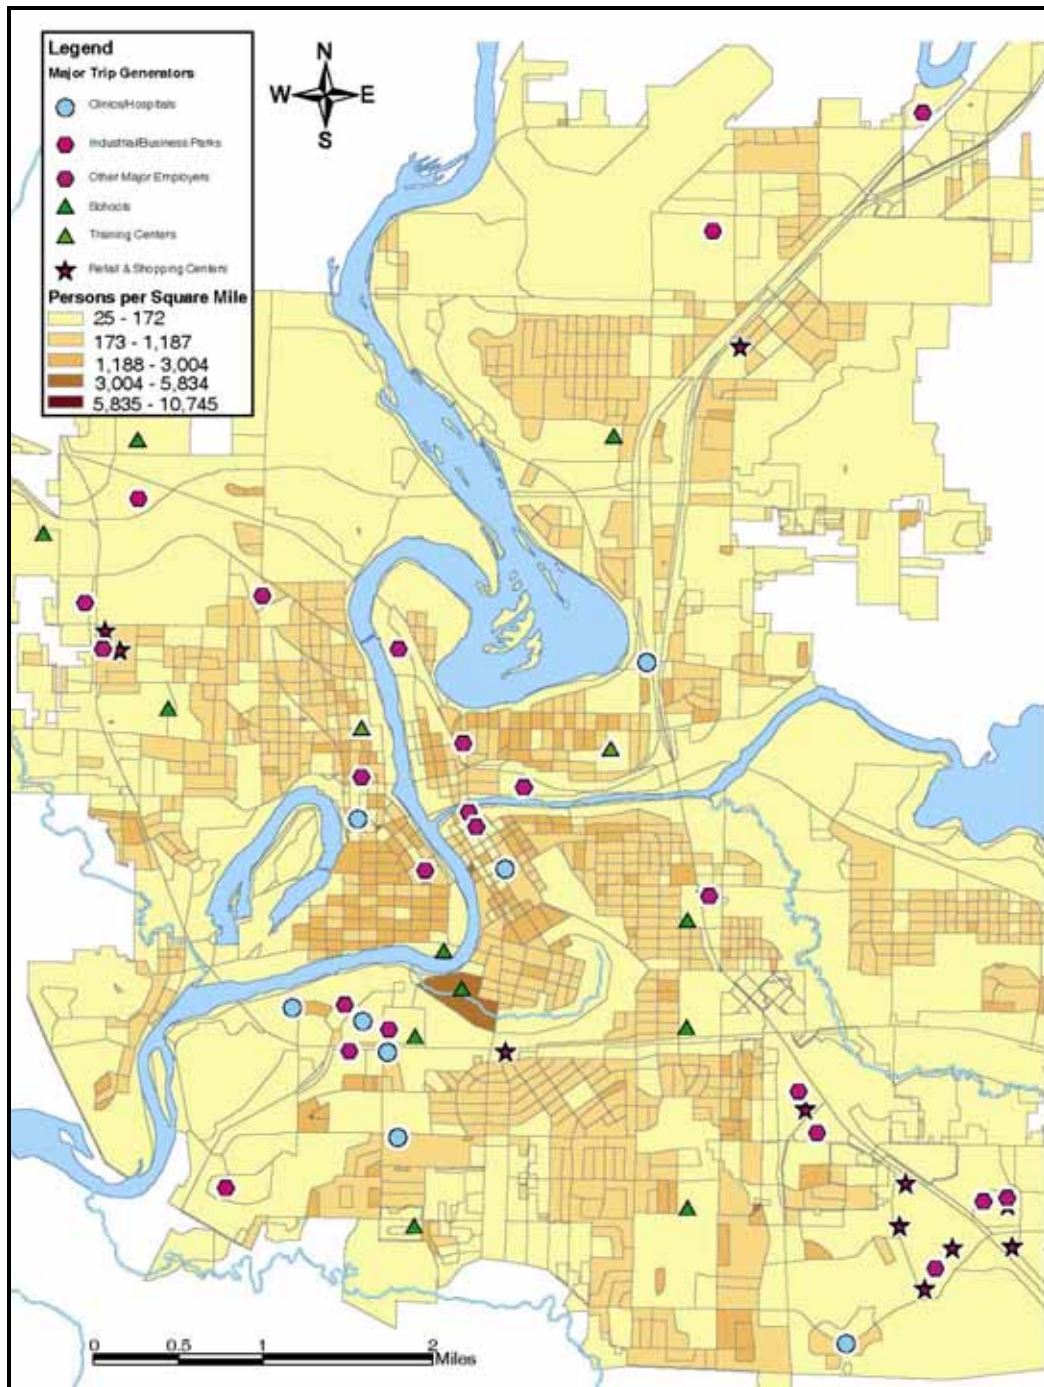 Legend
Major Trip Generators
Clinics/Hospitals
Industrial/Business Parks
Other Major Employers
Schools
Training Centers
Retail & Shopping Centers
Persons per Square Mile
25 - 172
173 - 1,187
1,188 - 3,004
3,004 - 5,834
5,835 - 10,745
N
W E
S
0 0.5 1 2
Miles